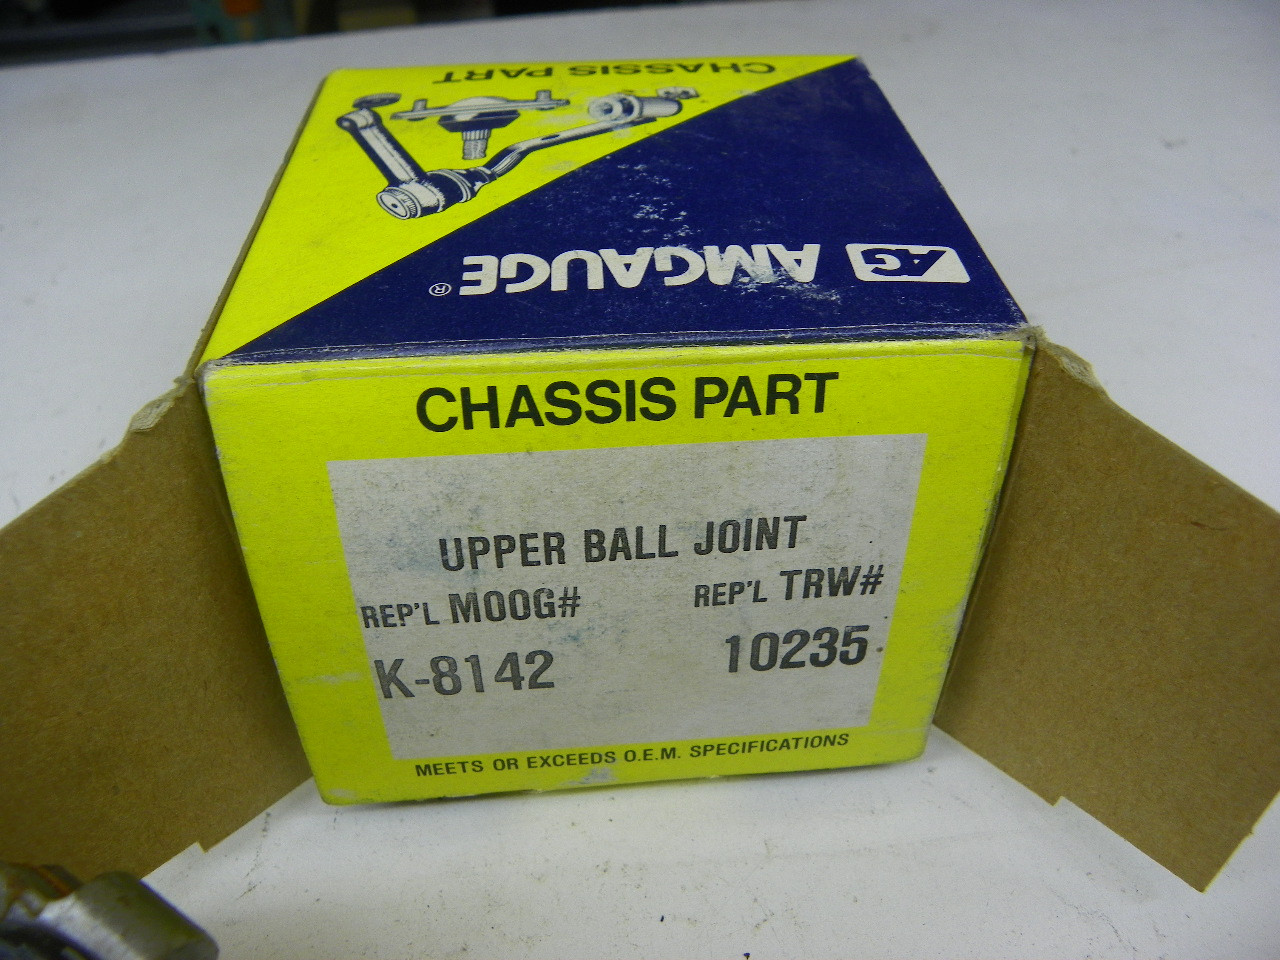 CHASSIS PART
AG AMGAUGE®
CHASSIS PART
UPPER BALL JOINT
REP'L MOOG# REP'L TRW#
K-8142 10235
MEETS OR EXCEEDS O.E.M. SPECIFICATIONS